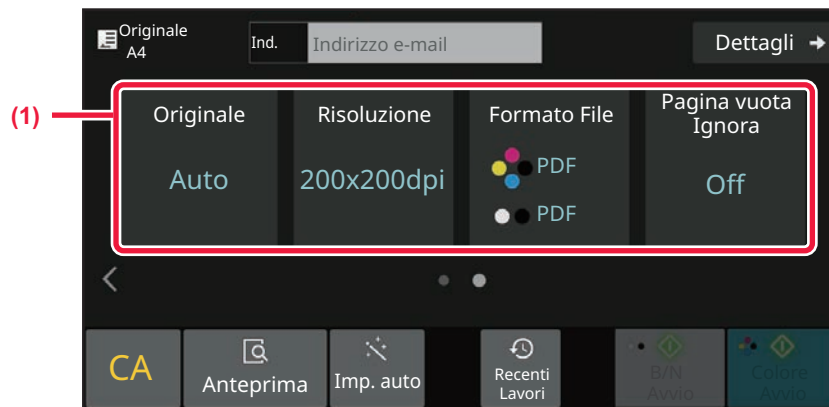 Originale
A4
Ind.
Indirizzo e-mail
Dettagli
(1)
Originale
Risoluzione
Formato File
Pagina vuota
Ignora
Auto
200x200dpi
PDF
PDF
Off
CA
Anteprima
Imp. auto
Recenti
Lavori
B/N
Avvio
Colore
Avvio